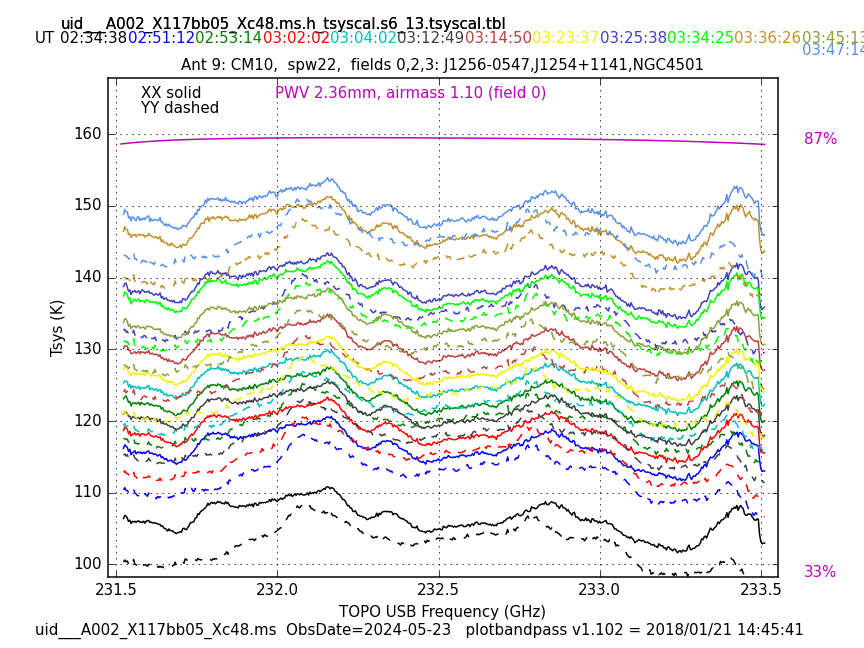 uid___A002_X117bb05_Xc48.ms.h_tsyscal.s6_13.tsyscal.tbl
UT 02:34:38 02:51:12 02:53:14 03:02:02 03:04:02 03:12:49 03:14:50 03:23:37 03:25:38 03:34:25 03:36:26 03:45:13
03:47:14
Ant 9: CM10,  spw22,  fields 0,2,3: J1256-0547,J1254+1141,NGC4501
XX solid PWV 2.36mm, airmass 1.10 (field 0)
YY dashed
160
87%
150
140
130
120
110
100
33%
Tsys (K)
231.5 232.0 232.5 233.0 233.5
TOPO USB Frequency (GHz)
uid___A002_X117bb05_Xc48.ms  ObsDate=2024-05-23   plotbandpass v1.102 = 2018/01/21 14:45:41